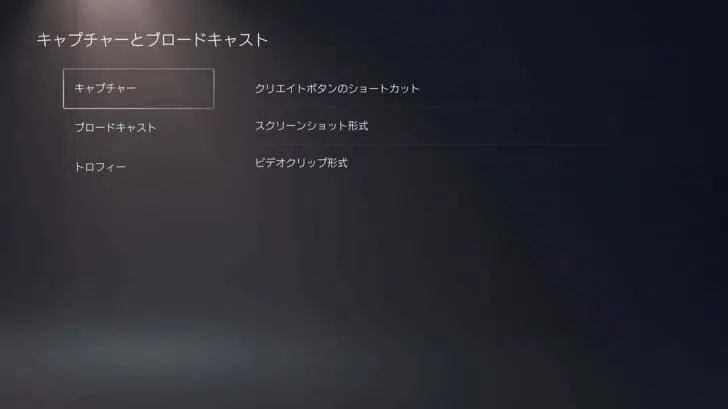 キャプチャーとブロードキャスト
キャプチャー
ブロードキャスト
トロフィー
クリエイトボタンのショートカット
スクリーンショット形式
ビデオクリップ形式